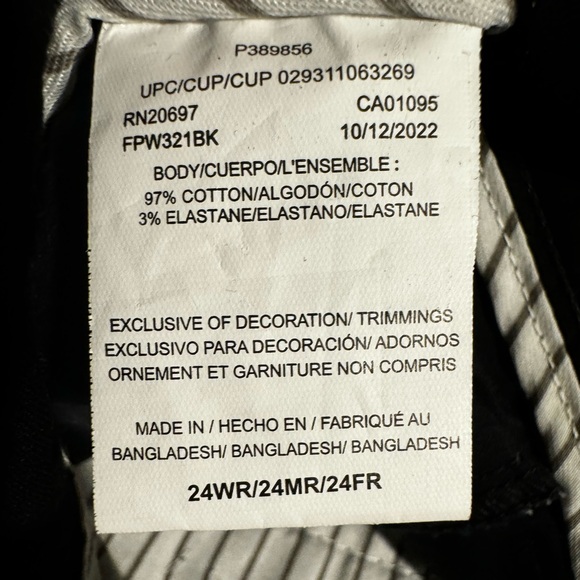 P389856
UPC/CUP/CUP 029311063269
RN20697 CA01095
FPW321BK 10/12/2022
BODY/CUERPO/L'ENSEMBLE :
97% COTTON/ALGODÓN/COTON
3% ELASTANE/ELASTANO/ELASTANE
EXCLUSIVE OF DECORATION/ TRIMMINGS
EXCLUSIVO PARA DECORACIÓN/ ADORNOS
ORNEMENT ET GARNITURE NON COMPRIS
MADE IN / HECHO EN / FABRIQUÉ AU
BANGLADESH/ BANGLADESH/ BANGLADESH
24WR/24MR/24FR